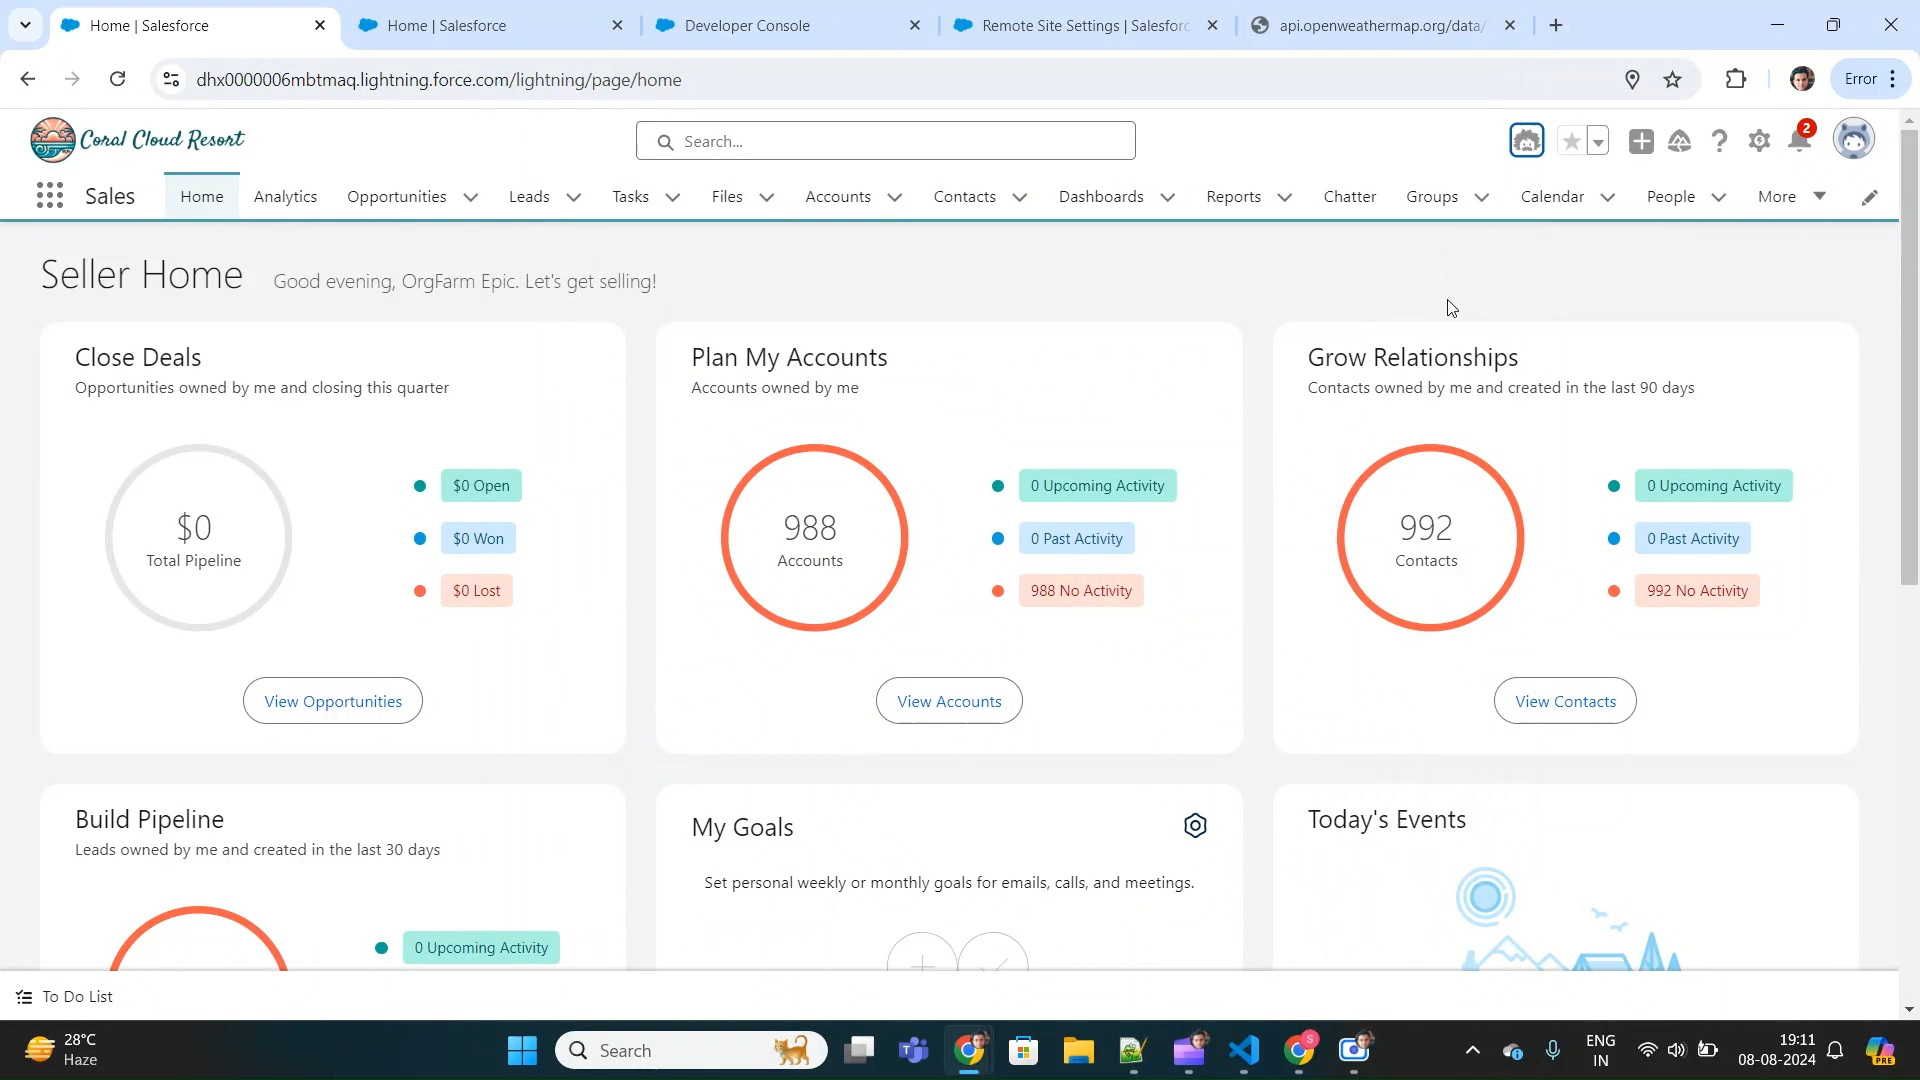 Home | Salesforce
Home | Salesforce
Developer Console
Remote Site Settings | Salesforc
api.openweathermap.org/data/
dhx0000006mbtmaq.lightning.force.com/lightning/page/home
Error
Coral Cloud Resort
Search...
2
Sales
Home
Analytics
Opportunities
Leads
Tasks
Files
Accounts
Contacts
Dashboards
Reports
Chatter
Groups
Calendar
People
More
Seller Home
Good evening, OrgFarm Epic. Let's get selling!
Close Deals
Opportunities owned by me and closing this quarter
$0
Total Pipeline
$0 Open
$0 Won
$0 Lost
View Opportunities
Plan My Accounts
Accounts owned by me
988
Accounts
0 Upcoming Activity
0 Past Activity
988 No Activity
View Accounts
Grow Relationships
Contacts owned by me and created in the last 90 days
992
Contacts
0 Upcoming Activity
0 Past Activity
992 No Activity
View Contacts
Build Pipeline
Leads owned by me and created in the last 30 days
0 Upcoming Activity
My Goals
Set personal weekly or monthly goals for emails, calls, and meetings.
Today's Events
To Do List
28°C
Haze
Search
S
ENG
IN
19:11
08-08-2024
PRE